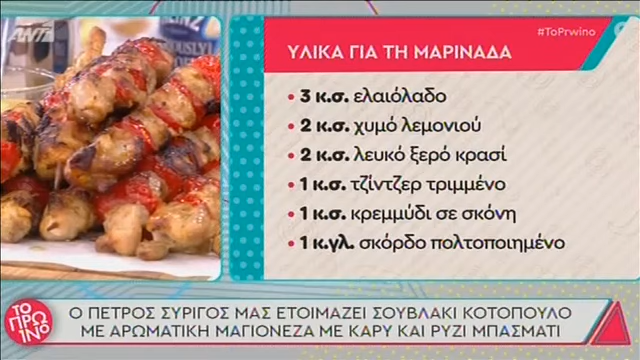 ANT1
#ToPrwino
ΥΛΙΚΑ ΓΙΑ ΤΗ ΜΑΡΙΝΑΔΑ
• 3 κ.σ. ελαιόλαδο
• 2 κ.σ. χυμό λεμονιού
• 2 κ.σ. λευκό ξερό κρασί
• 1 κ.σ. τζίντζερ τριμμένο
• 1 κ.σ. κρεμμύδι σε σκόνη
• 1 κ.γλ. σκόρδο πολτοποιημένο
ΤΟ ΠΡΩΙΝΟ
Ο ΠΕΤΡΟΣ ΣΥΡΙΓΟΣ ΜΑΣ ΕΤΟΙΜΑΖΕΙ ΣΟΥΒΛΑΚΙ ΚΟΤΟΠΟΥΛΟ
ΜΕ ΑΡΩΜΑΤΙΚΗ ΜΑΓΙΟΝΕΖΑ ΜΕ ΚΑΡΥ ΚΑΙ ΡΥΖΙ ΜΠΑΣΜΑΤΙ